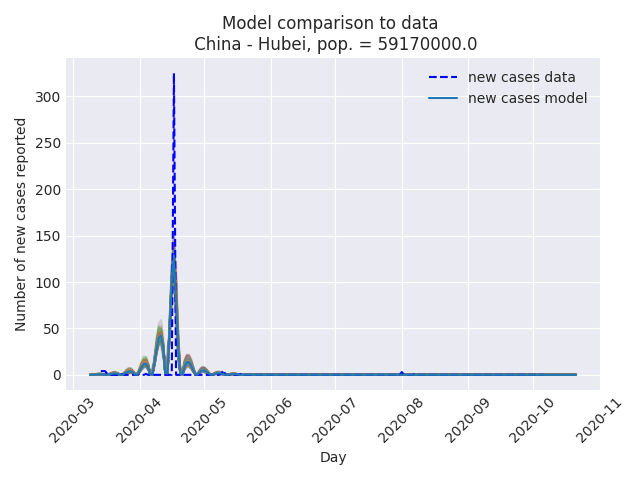 Model comparison to data
China - Hubei, pop. = 59170000.0
new cases data
new cases model
Number of new cases reported
300
250
200
150
100
50
0
2020-03
2020-04
2020-05
2020-06
2020-07
2020-08
2020-09
2020-10
2020-11
Day